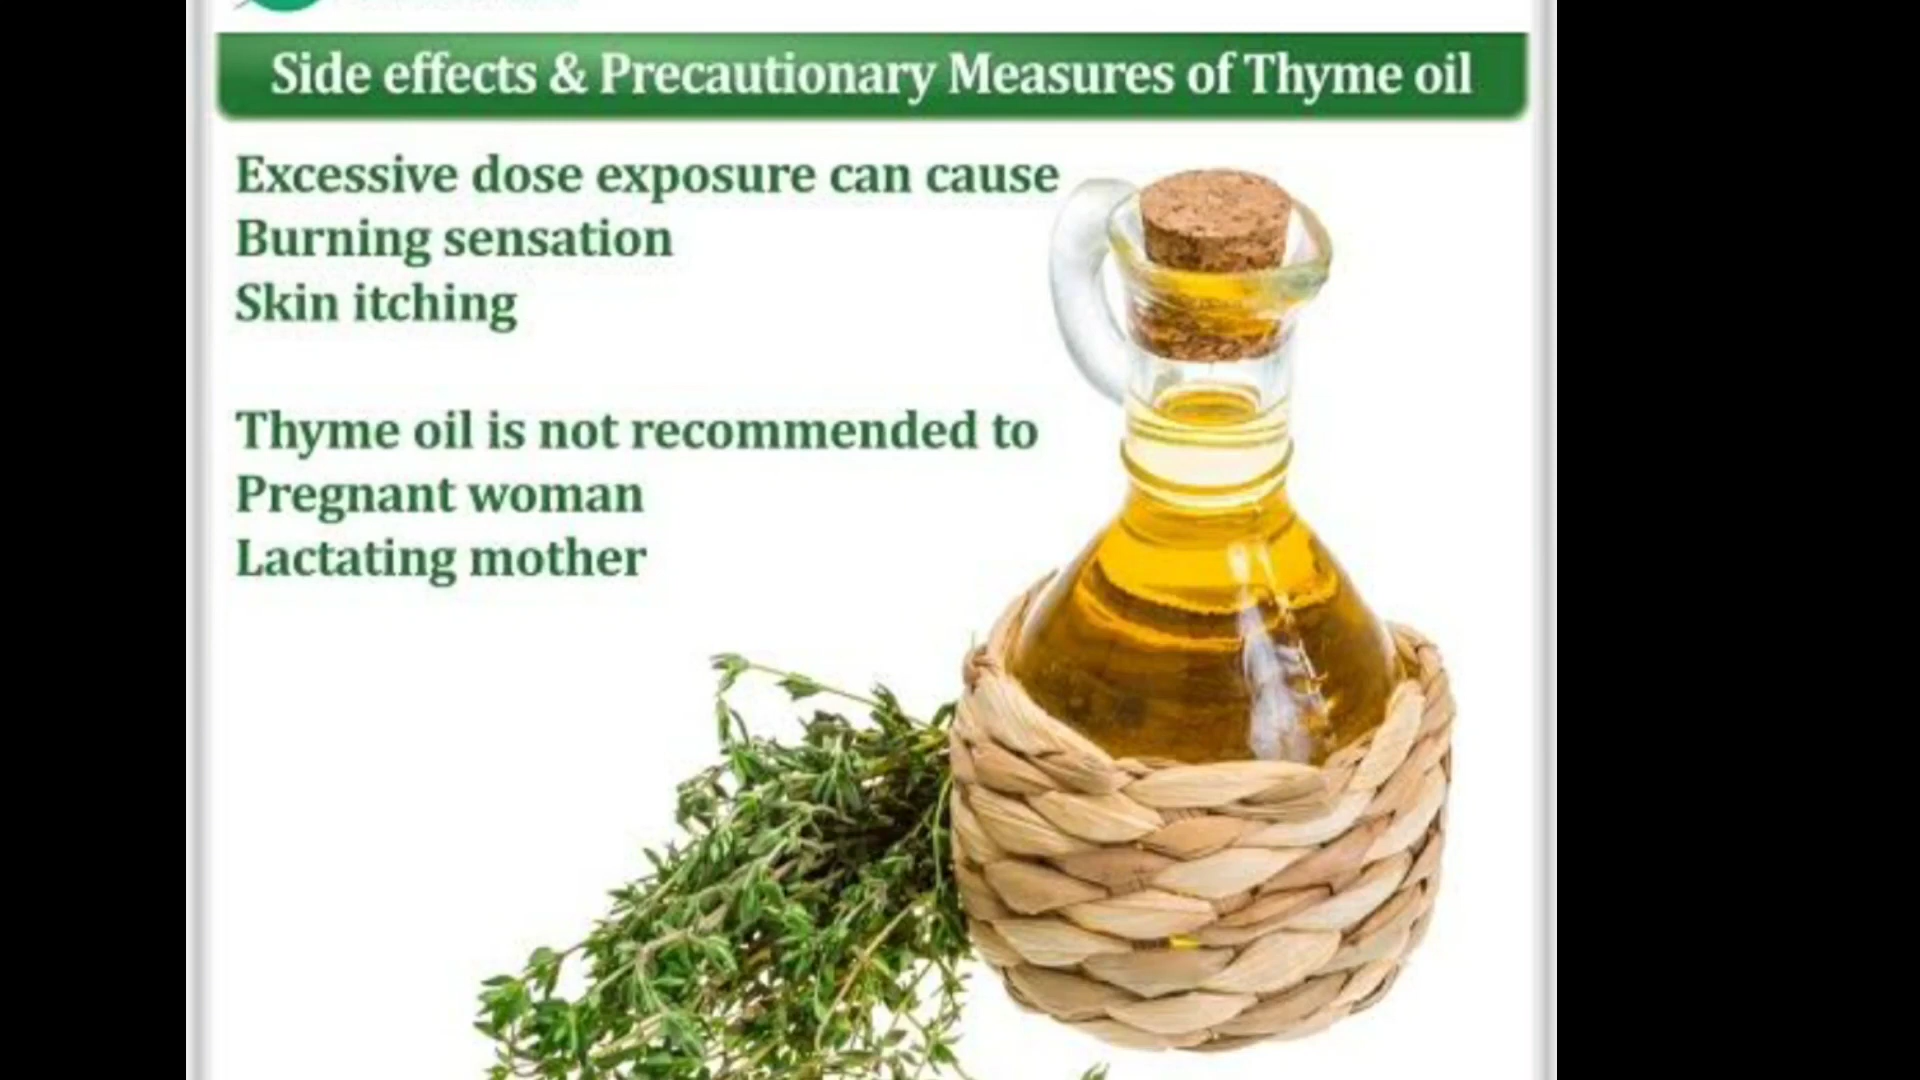 Side effects & Precautionary Measures of Thyme oil
Excessive dose exposure can cause
Burning sensation
Skin itching
Thyme oil is not recommended to
Pregnant woman
Lactating mother